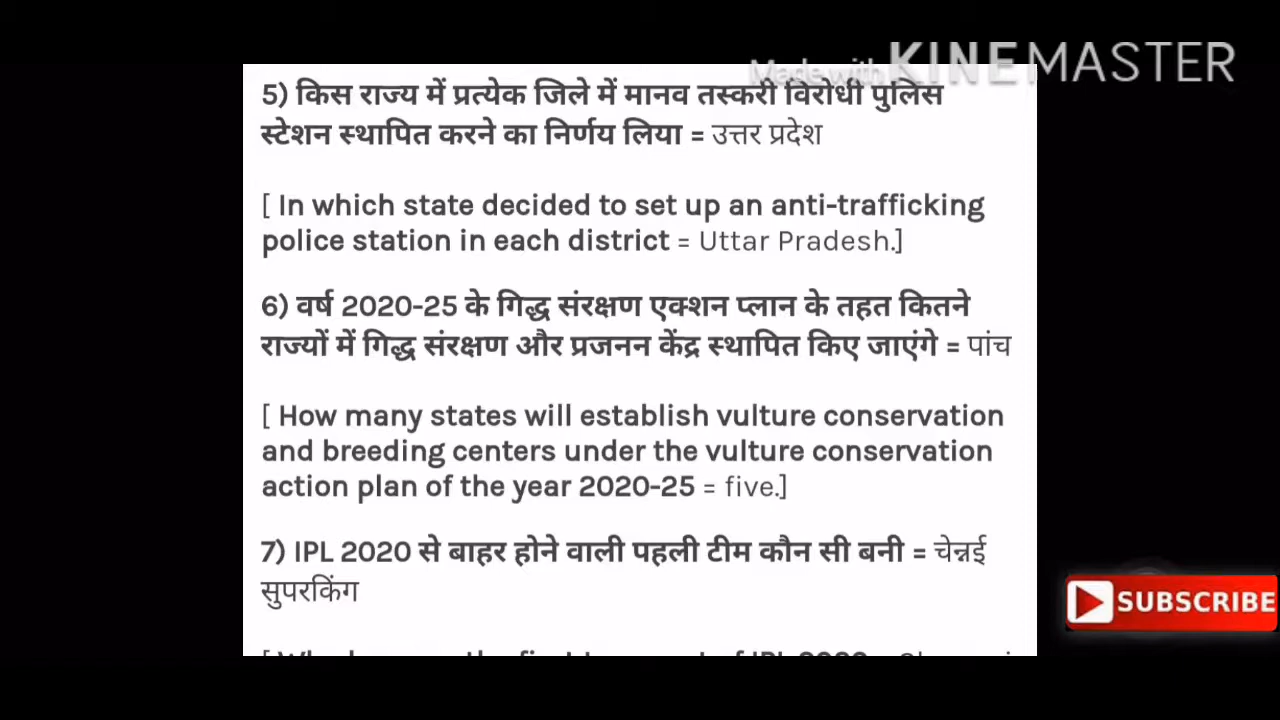 Made with KINEMASTER
5) किस राज्य में प्रत्येक जिले में मानव तस्करी विरोधी पुलिस
स्टेशन स्थापित करने का निर्णय लिया = उत्तर प्रदेश
[ In which state decided to set up an anti-trafficking
police station in each district = Uttar Pradesh.]
6) वर्ष 2020-25 के गिद्ध संरक्षण एक्शन प्लान के तहत कितने
राज्यों में गिद्ध संरक्षण और प्रजनन केंद्र स्थापित किए जाएंगे = पांच
[ How many states will establish vulture conservation
and breeding centers under the vulture conservation
action plan of the year 2020-25 = five.]
7) IPL 2020 से बाहर होने वाली पहली टीम कौन सी बनी = चेन्नई
सुपरकिंग
SUBSCRIBE